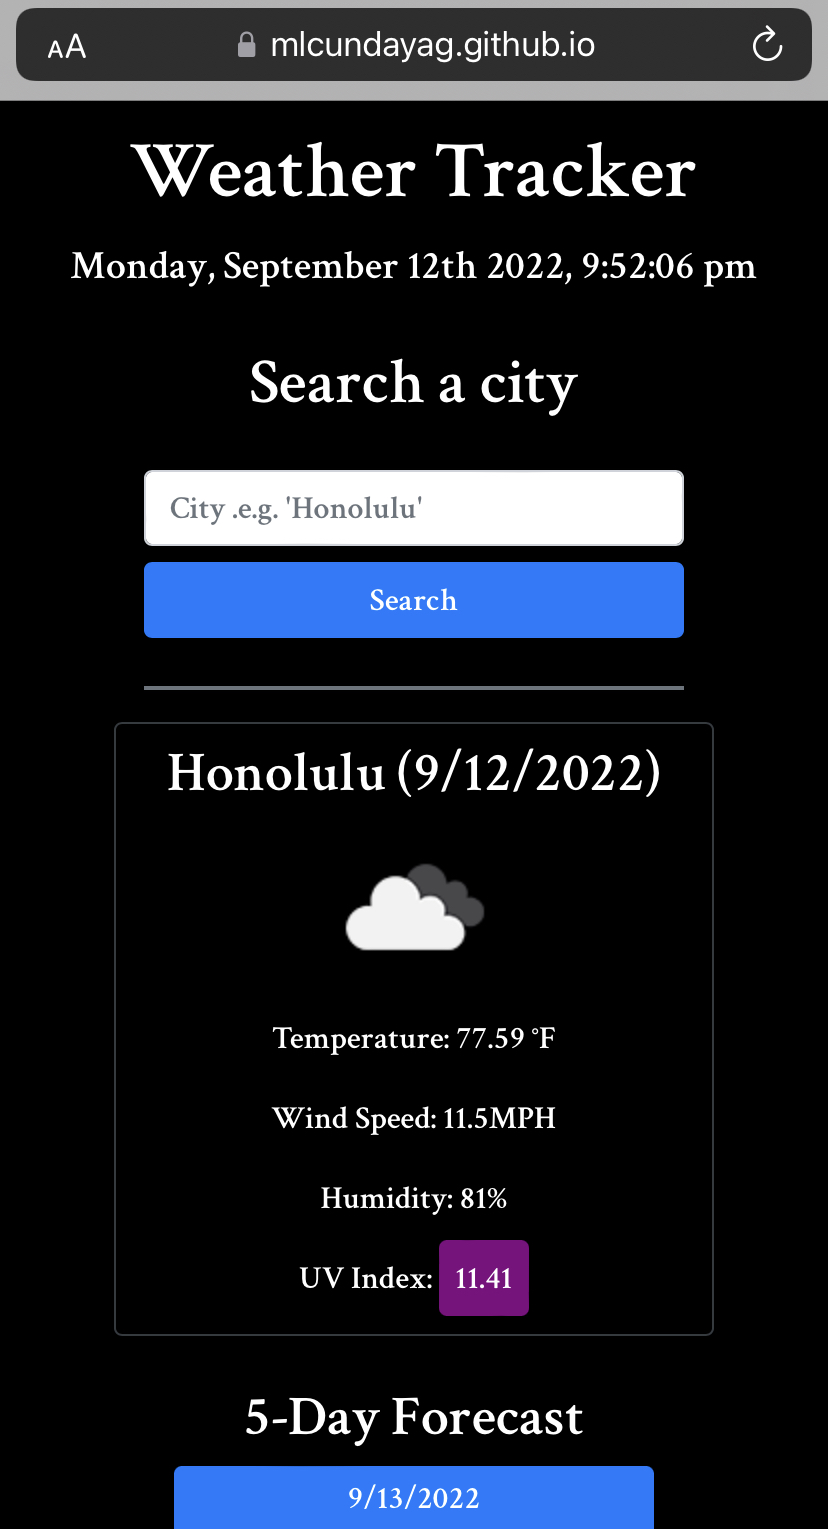 AA mlcundayag.github.io
Weather Tracker
Monday, September 12th 2022, 9:52:06 pm
Search a city
City .e.g. 'Honolulu'
Search
Honolulu (9/12/2022)
Temperature: 77.59 °F
Wind Speed: 11.5MPH
Humidity: 81%
UV Index: 11.41
5-Day Forecast
9/13/2022